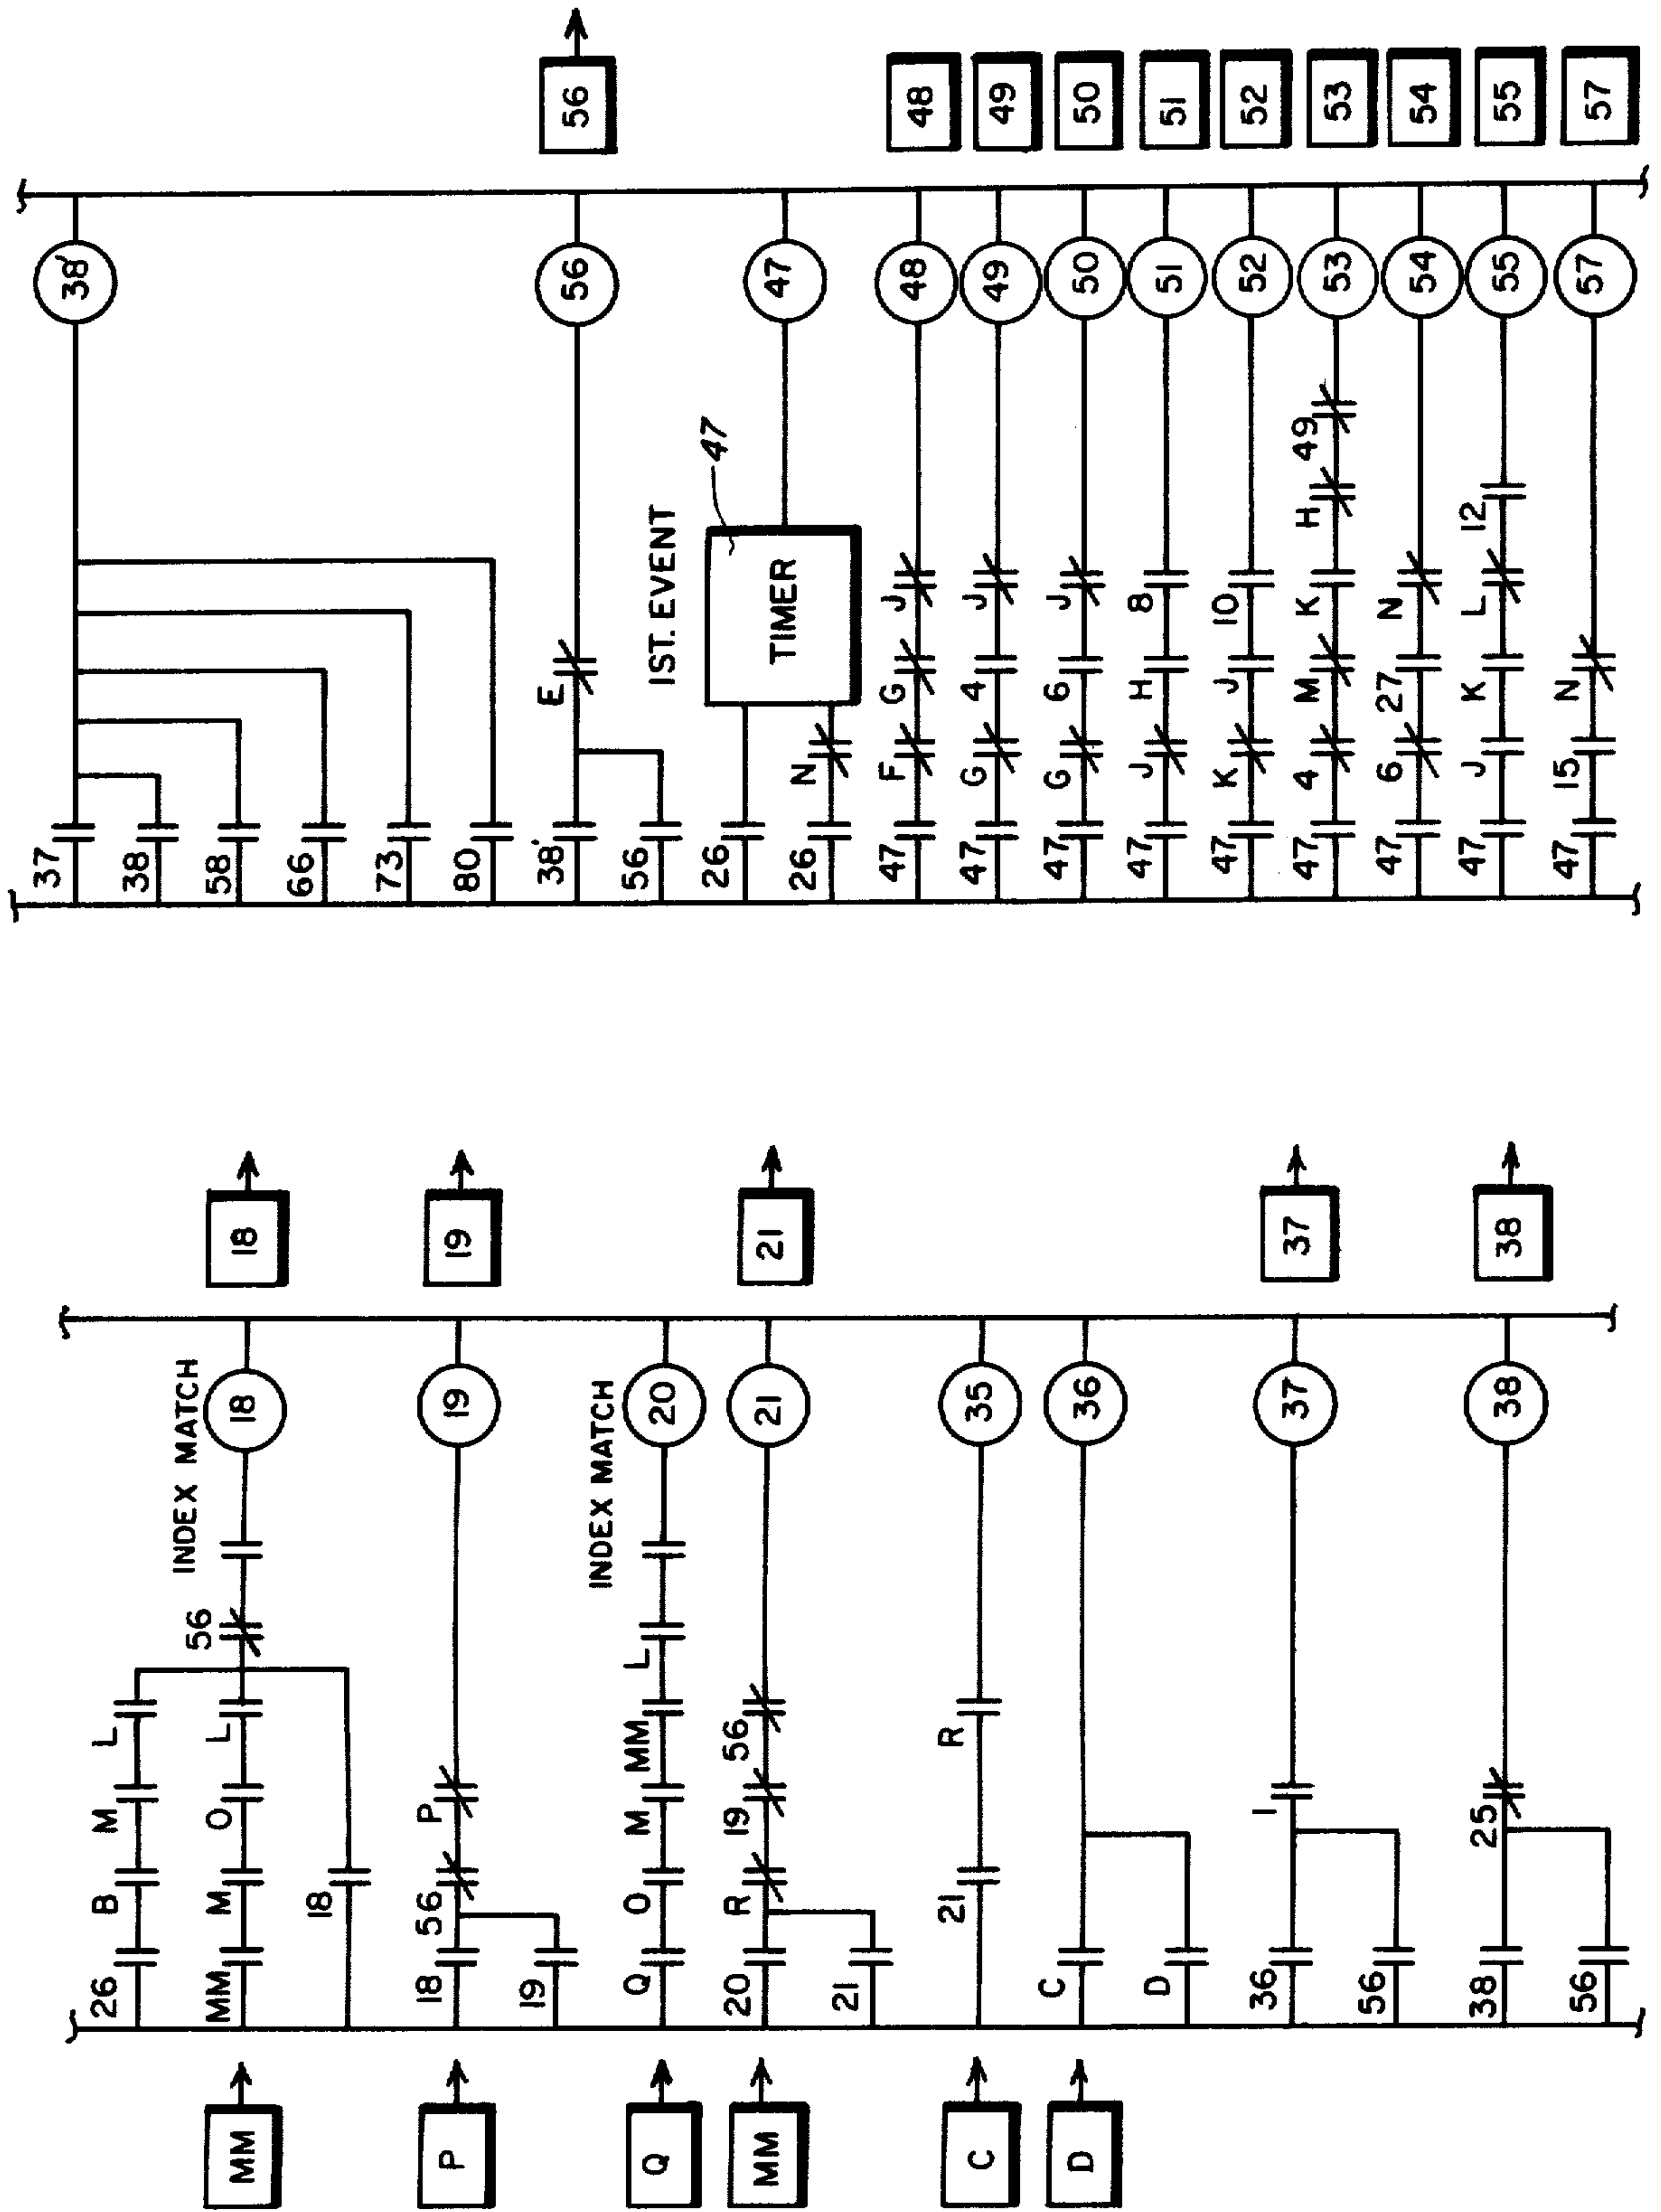 MM
26 B M L
MM M O L 56 INDEX MATCH 18 18
18
P
18 56 P 19 19
19
Q
Q O M MM L INDEX MATCH 20
MM
20 R 19 56 21 21
21
C
21 R 35
D
C 36
D
36 1 37 37
56
38 25 38 38
56
37 38'
38
58
66
73
80
38' E 56 56
56
1ST. EVENT
47
26 TIMER 47
26 N
47 F G J 48 48
47 G 4 J 49 49
47 G 6 J 50 50
47 J H 8 51 51
47 K J 10 52 52
47 4 M K H 49 53 53
47 6 27 N 54 54
47 J K L 12 55 55
47 15 N 57 57